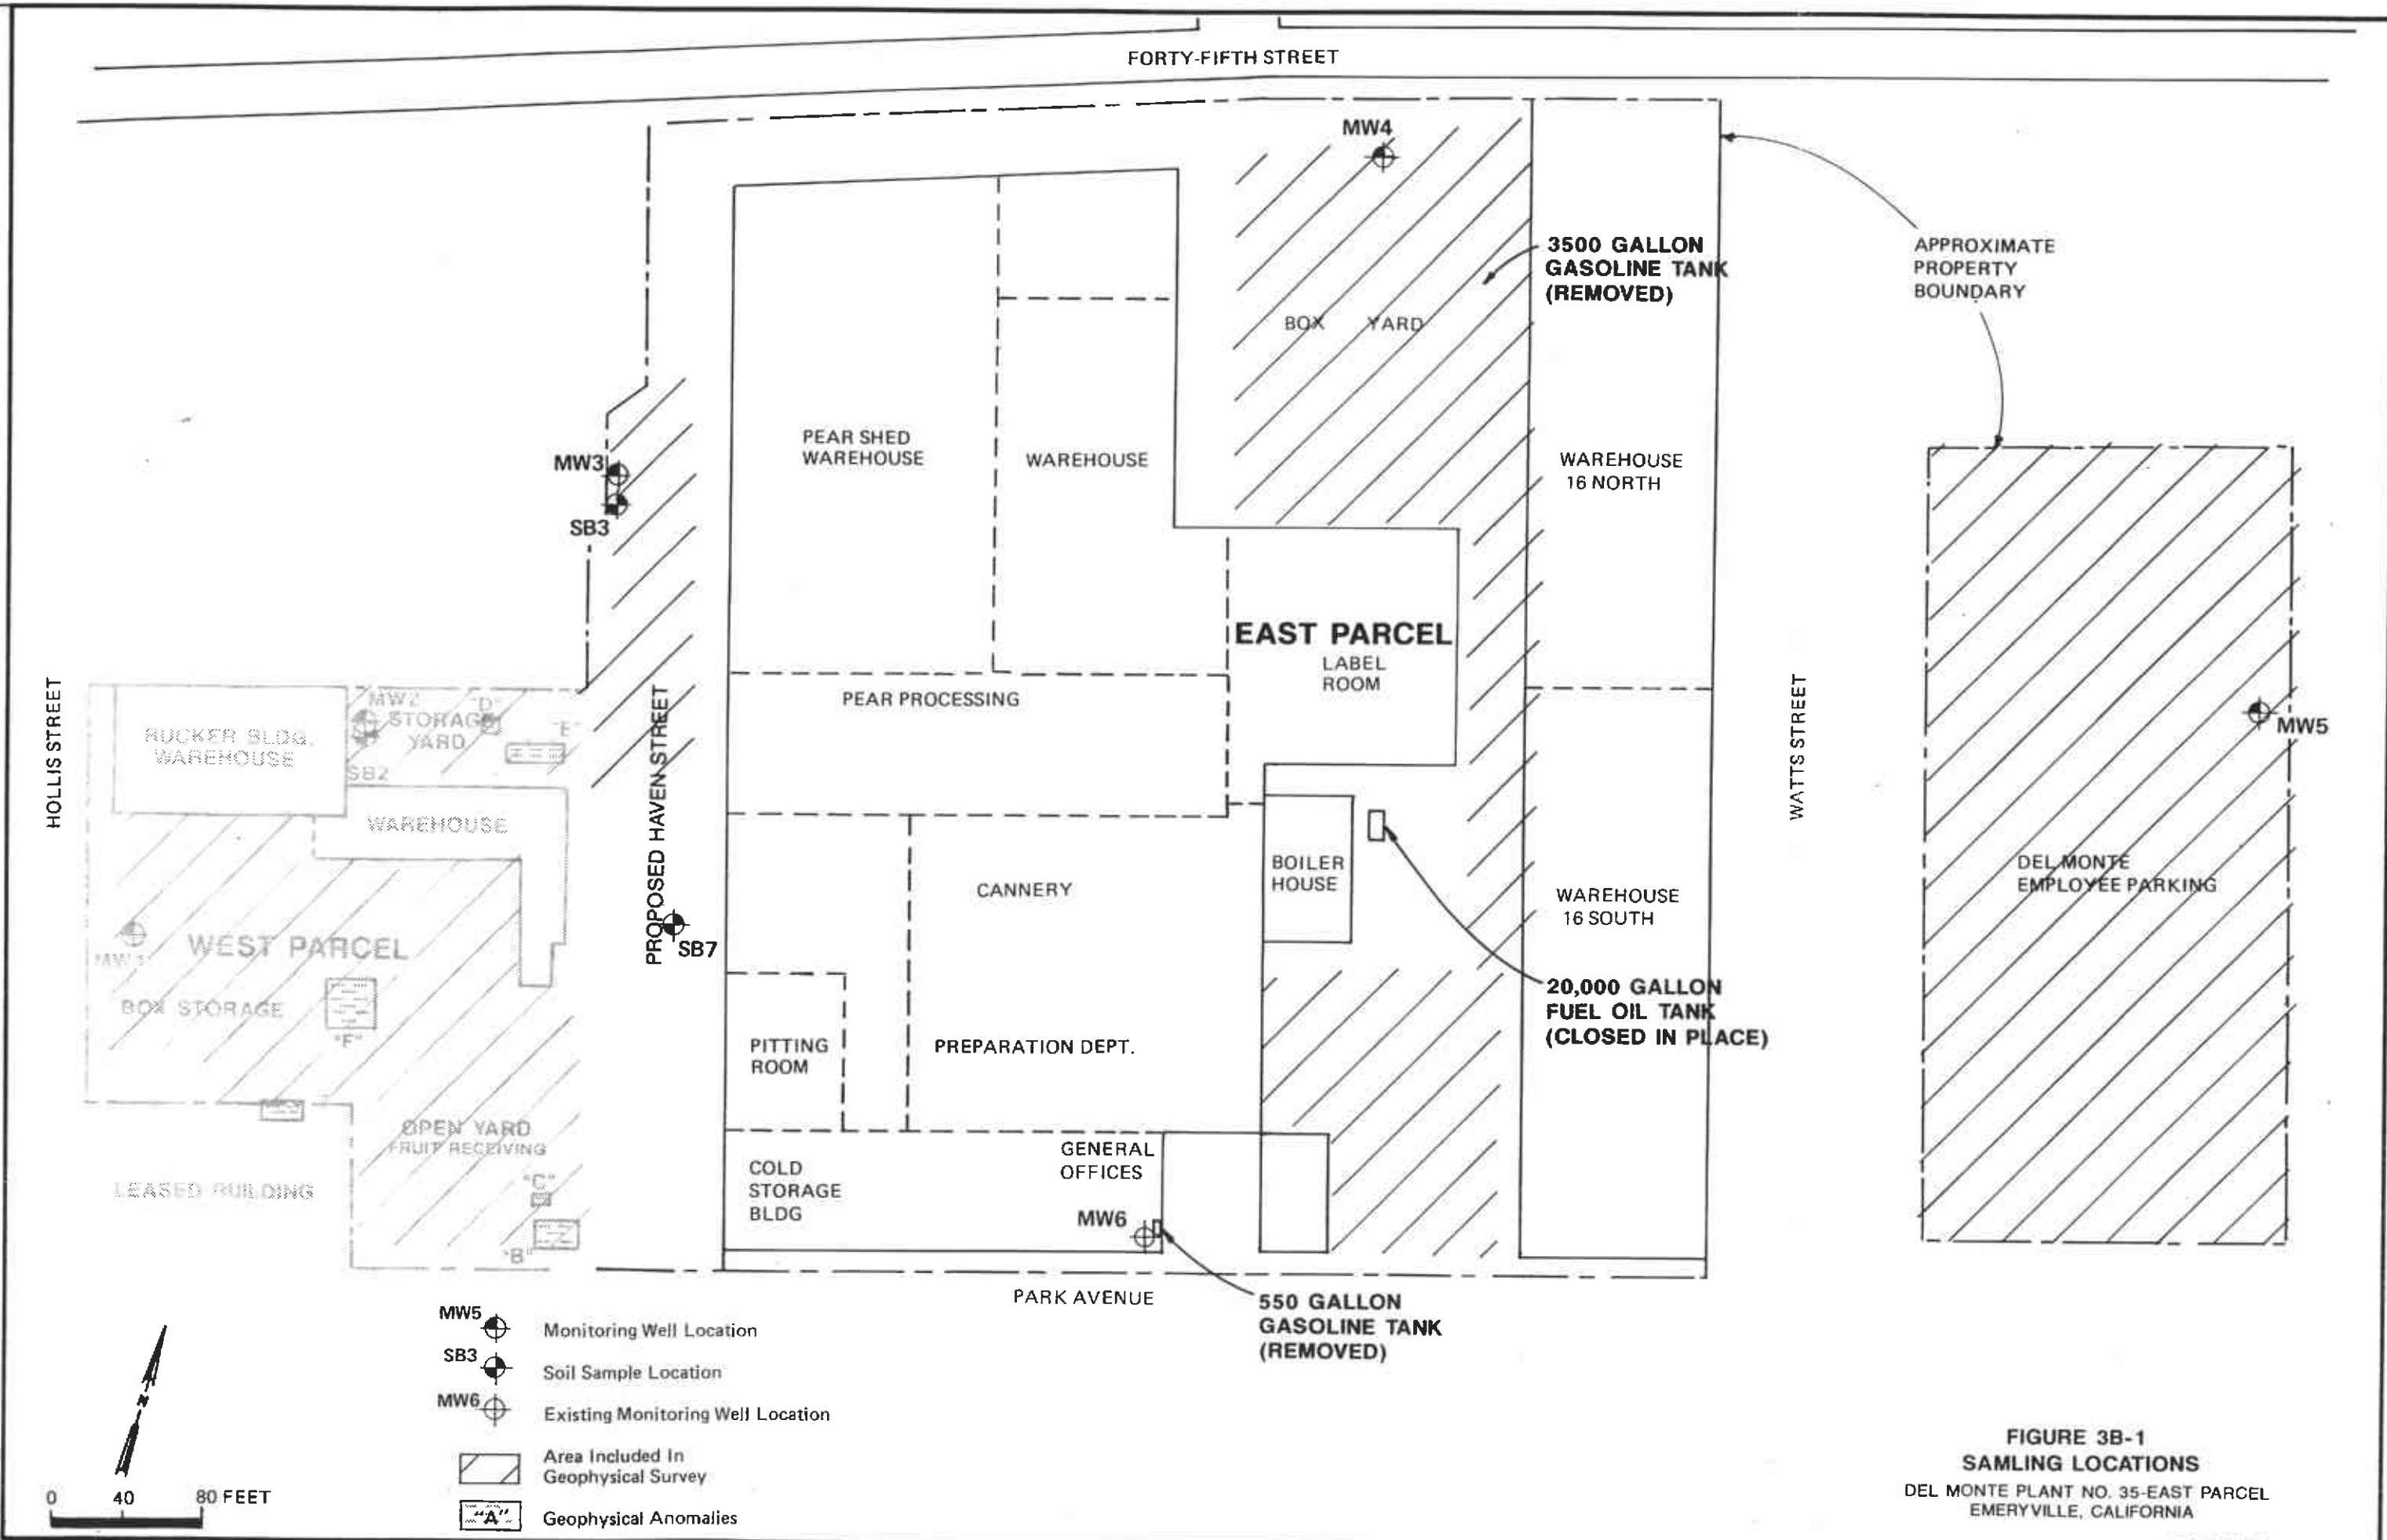 FORTY-FIFTH STREET
MW4
3500 GALLON
GASOLINE TANK
(REMOVED)
APPROXIMATE
PROPERTY
BOUNDARY
BOX YARD
PEAR SHED
WAREHOUSE
WAREHOUSE
WAREHOUSE
16 NORTH
MW3
SB3
EAST PARCEL
LABEL
ROOM
PEAR PROCESSING
HOLLIS STREET
RUCKER BLDG.
WAREHOUSE
MW2
STORAGE
YARD
"D"
"E"
SB2
WAREHOUSE
PROPOSED HAVEN STREET
WATTS STREET
MW5
DEL MONTE
EMPLOYEE PARKING
BOILER
HOUSE
CANNERY
WAREHOUSE
16 SOUTH
SB7
WEST PARCEL
MW1
BOX STORAGE
"F"
20,000 GALLON
FUEL OIL TANK
(CLOSED IN PLACE)
PITTING
ROOM
PREPARATION DEPT.
OPEN YARD
FRUIT RECEIVING
LEASED BUILDING
"C"
"B"
COLD
STORAGE
BLDG
GENERAL
OFFICES
MW6
PARK AVENUE
550 GALLON
GASOLINE TANK
(REMOVED)
MW5 Monitoring Well Location
SB3 Soil Sample Location
MW6 Existing Monitoring Well Location
Area Included In
Geophysical Survey
"A" Geophysical Anomalies
N
0 40 80 FEET
FIGURE 3B-1
SAMLING LOCATIONS
DEL MONTE PLANT NO. 35-EAST PARCEL
EMERYVILLE, CALIFORNIA